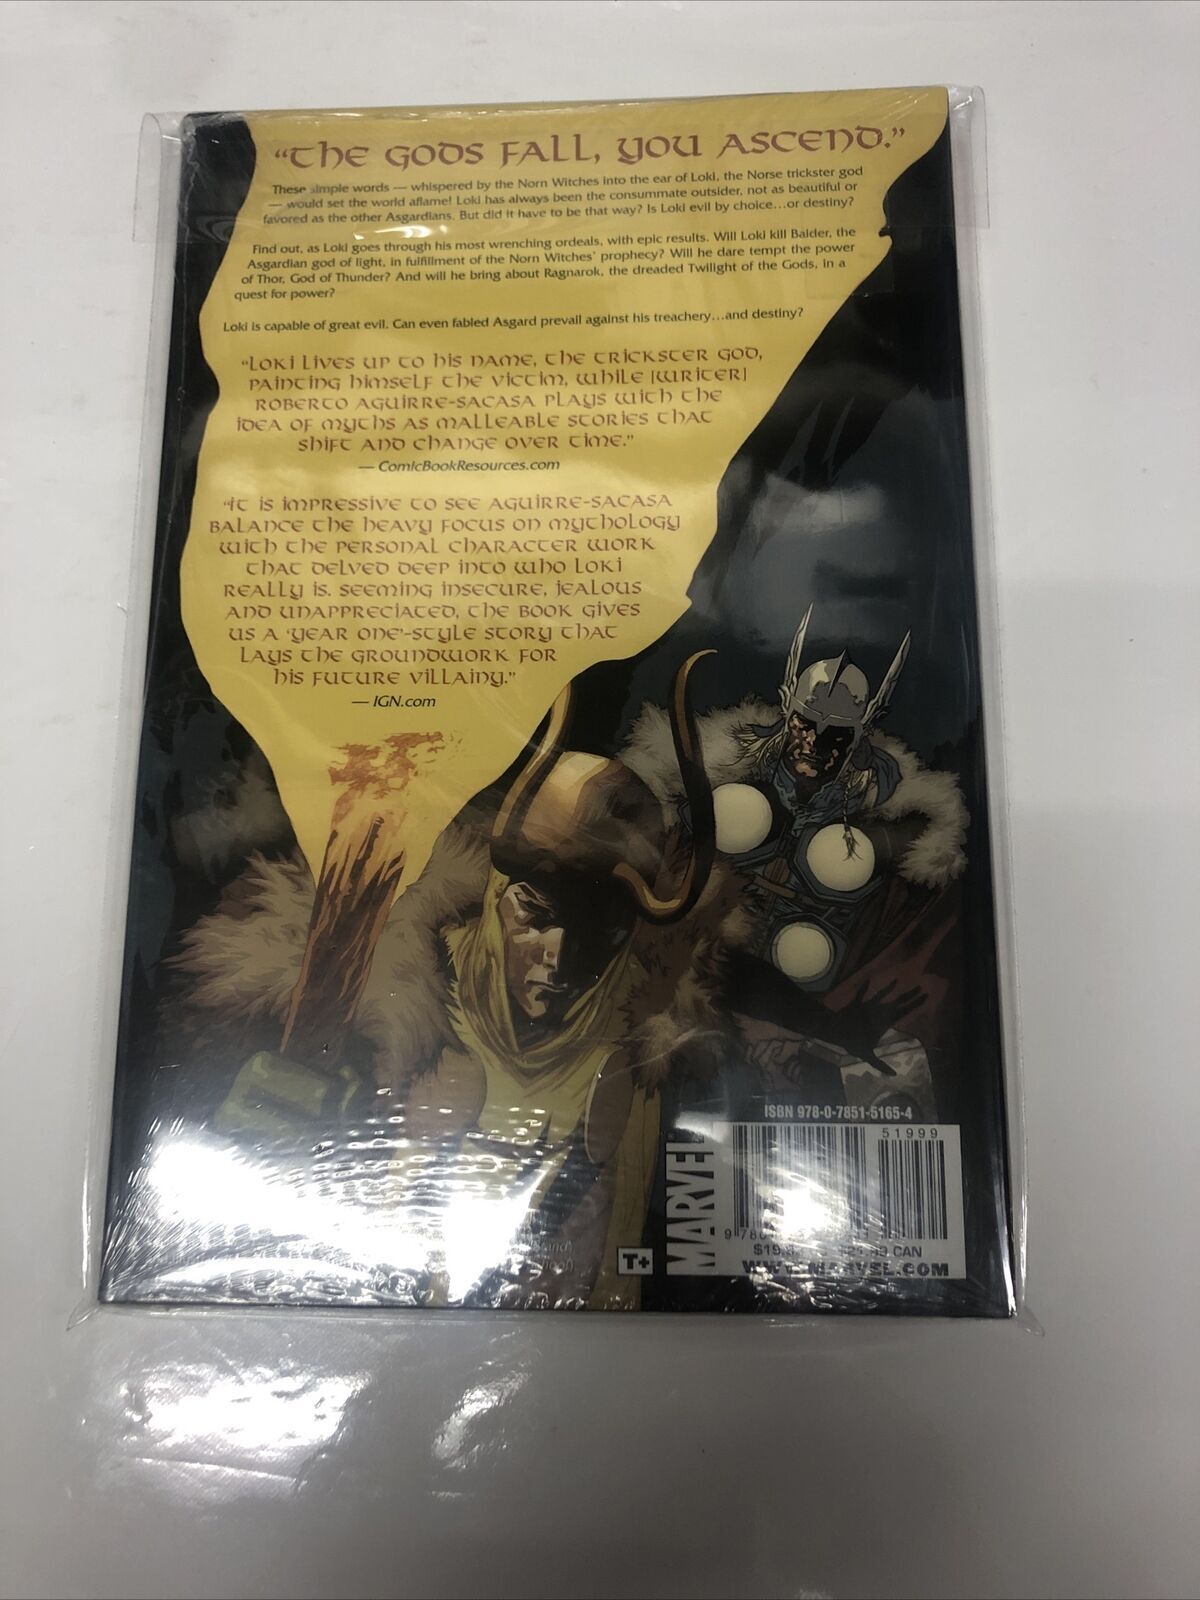 “THE GODS FALL, YOU ASCEND.”
These simple words — whispered by the Norn Witches into the ear of Loki, the Norse trickster god
— would set the world aflame! Loki has always been the consummate outsider, not as beautiful or
favored as the other Asgardians. But did it have to be that way? Is Loki evil by choice...or destiny?
Find out, as Loki goes through his most wrenching ordeals, with epic results. Will Loki kill Balder, the
Asgardian god of light, in fulfillment of the Norn Witches’ prophecy? Will he dare tempt the power
of Thor, God of Thunder? And will he bring about Ragnarok, the dreaded Twilight of the Gods, in a
quest for power?
Loki is capable of great evil. Can even fabled Asgard prevail against his treachery...and destiny?
“LOKI LIVES UP TO HIS NAME, THE TRICKSTER GOD,
PAINTING HIMSELF THE VICTIM, WHILE [WRITER]
ROBERTO AGUIRRE-SACASA PLAYS WITH THE
IDEA OF MYTHS AS MALLEABLE STORIES THAT
SHIFT AND CHANGE OVER TIME.”
— ComicBookResources.com
“IT IS IMPRESSIVE TO SEE AGUIRRE-SACASA
BALANCE THE HEAVY FOCUS ON MYTHOLOGY
WITH THE PERSONAL CHARACTER WORK
THAT DELVED DEEP INTO WHO LOKI
REALLY IS. SEEMING INSECURE, JEALOUS
AND UNAPPRECIATED, THE BOOK GIVES
US A ‘YEAR ONE’-STYLE STORY THAT
LAYS THE GROUNDWORK FOR
HIS FUTURE VILLAINY.”
— IGN.com
ISBN 978-0-7851-5165-4
51999
MARVEL
T+
CAN
WWW.MARVEL.COM